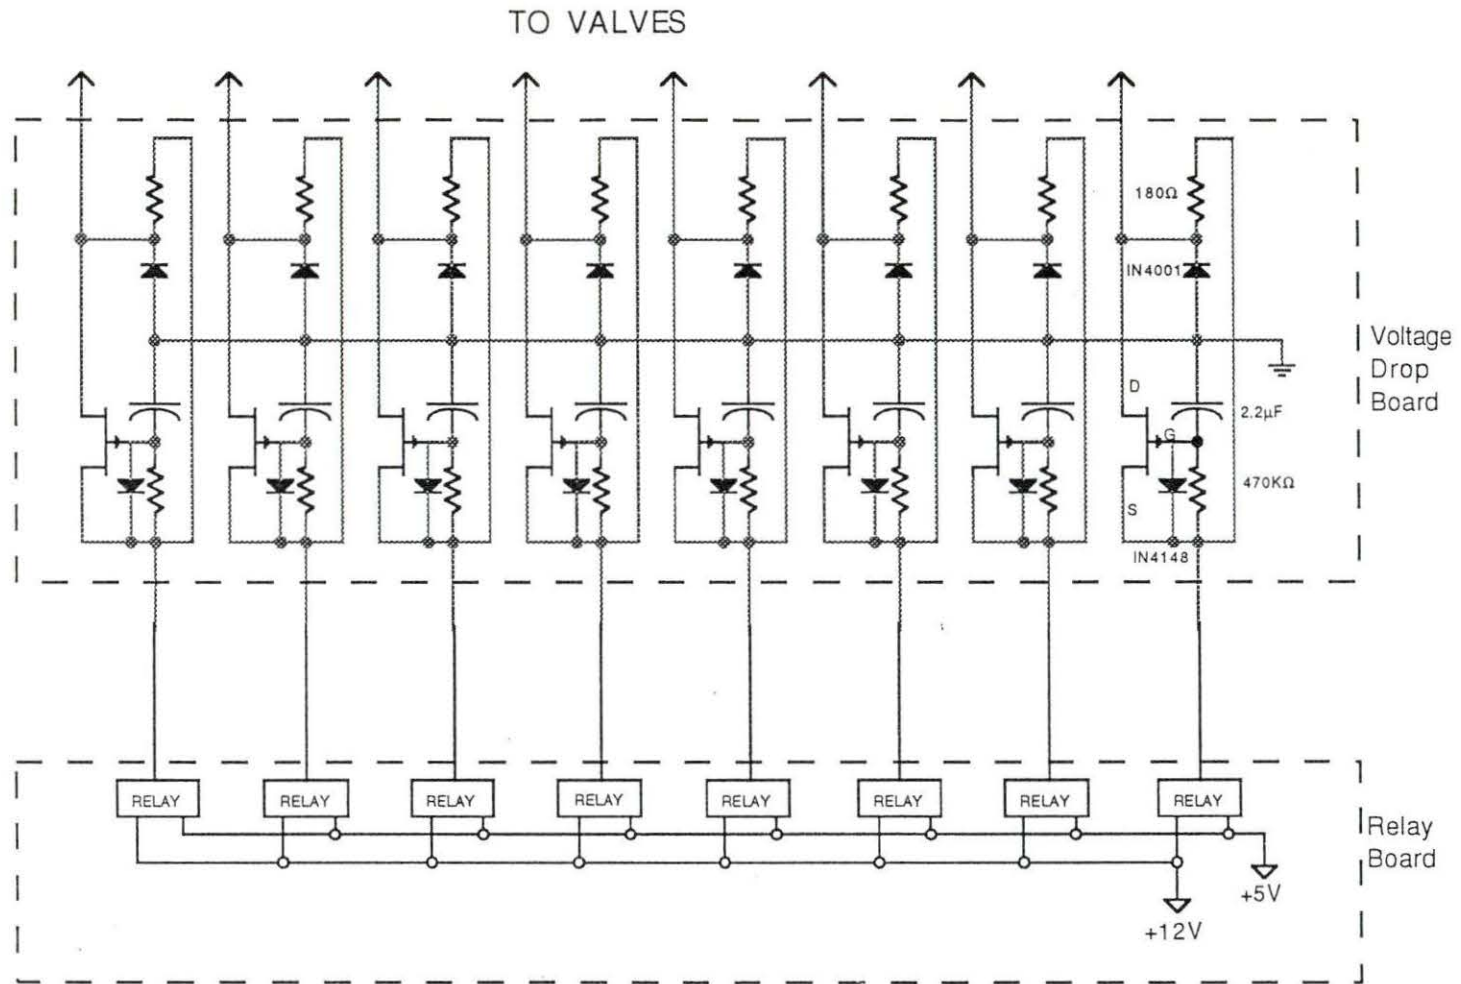 TO VALVES
180Ω
IN4001
Voltage
Drop
Board
D
2.2µF
G
470KΩ
S
IN4148
RELAY RELAY RELAY RELAY RELAY RELAY RELAY RELAY
Relay
Board
+5V
+12V